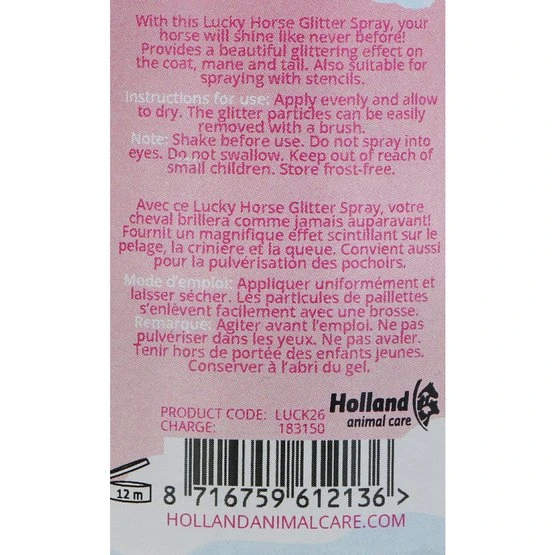 With this Lucky Horse Glitter Spray, your
horse will shine like never before!
Provides a beautiful glittering effect on
the coat, mane and tail. Also suitable for
spraying with stencils.
Instructions for use: Apply evenly and allow
to dry. The glitter particles can be easily
removed with a brush.
Note: Shake before use. Do not spray into
eyes. Do not swallow. Keep out of reach of
small children. Store frost-free.
Avec ce Lucky Horse Glitter Spray, votre
cheval brillera comme jamais auparavant!
Fournit un magnifique effet scintillant sur le
pelage, la crinière et la queue. Convient aussi
pour la pulvérisation des pochoirs.
Mode d'emploi: Appliquer uniformément et
laisser sécher. Les particules de paillettes
s'enlèvent facilement avec une brosse.
Remarque: Agiter avant l'emploi. Ne pas
pulvériser dans les yeux. Ne pas avaler.
Tenir hors de portée des enfants jeunes.
Conserver à l'abri du gel.
Holland
animal care
PRODUCT CODE: LUCK26
CHARGE: 183150
12 m
8 716759 612136 >
HOLLANDANIMALCARE.COM